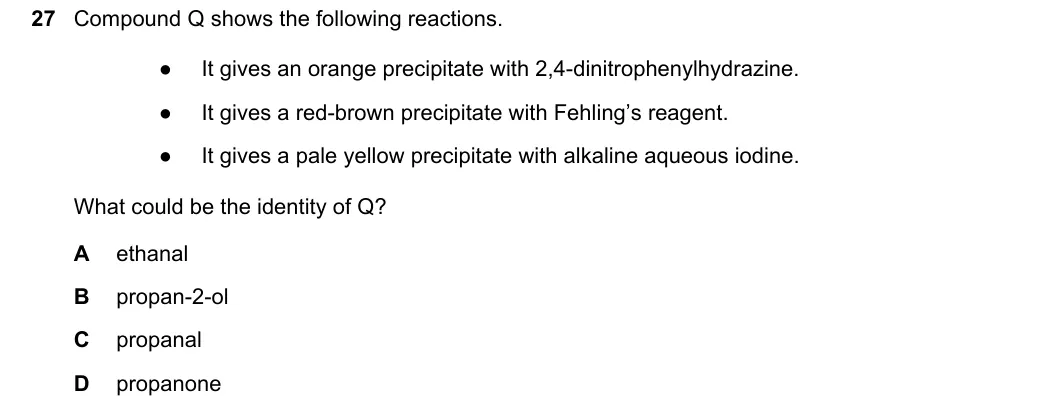 27 Compound Q shows the following reactions.
● It gives an orange precipitate with 2,4-dinitrophenylhydrazine.
● It gives a red-brown precipitate with Fehling’s reagent.
● It gives a pale yellow precipitate with alkaline aqueous iodine.
What could be the identity of Q?
A ethanal
B propan-2-ol
C propanal
D propanone